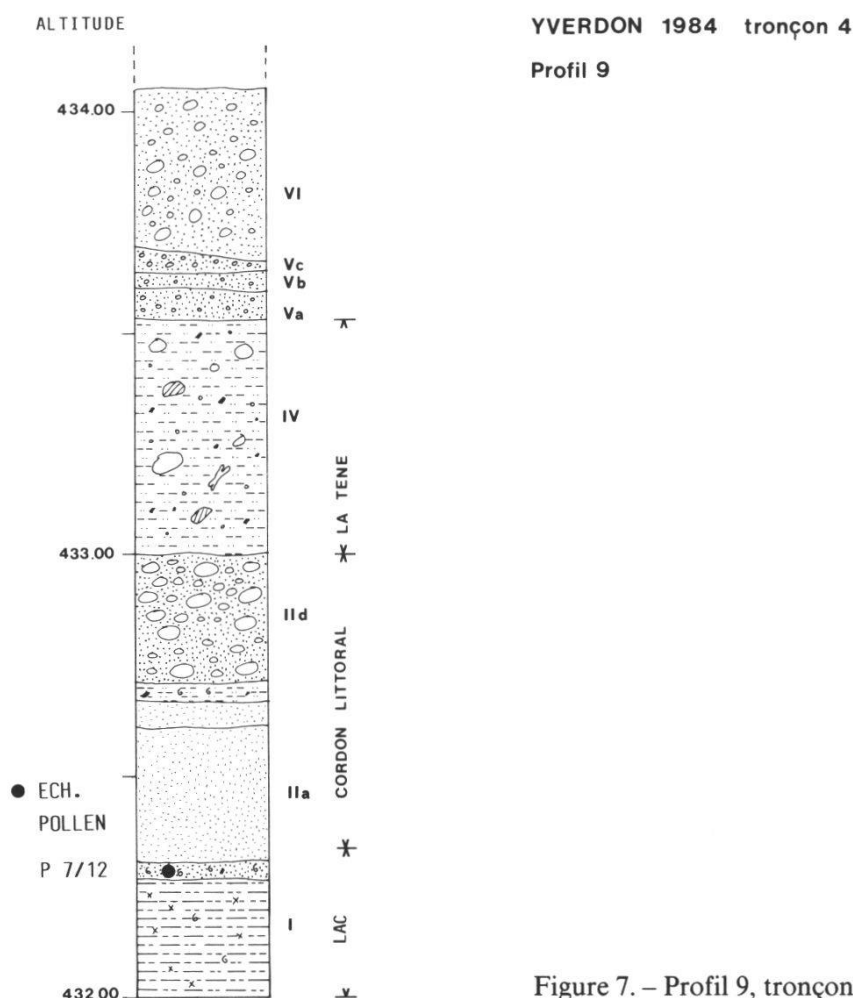 ALTITUDE
YVERDON 1984 tronçon 4
Profil 9
434.00
VI
Vc
Vb
Va
IV
LA TENE
433.00
IId
CORDON LITTORAL
● ECH.
POLLEN
IIa
P 7/12
I
LAC
432.00
Figure 7. – Profil 9, tronçon